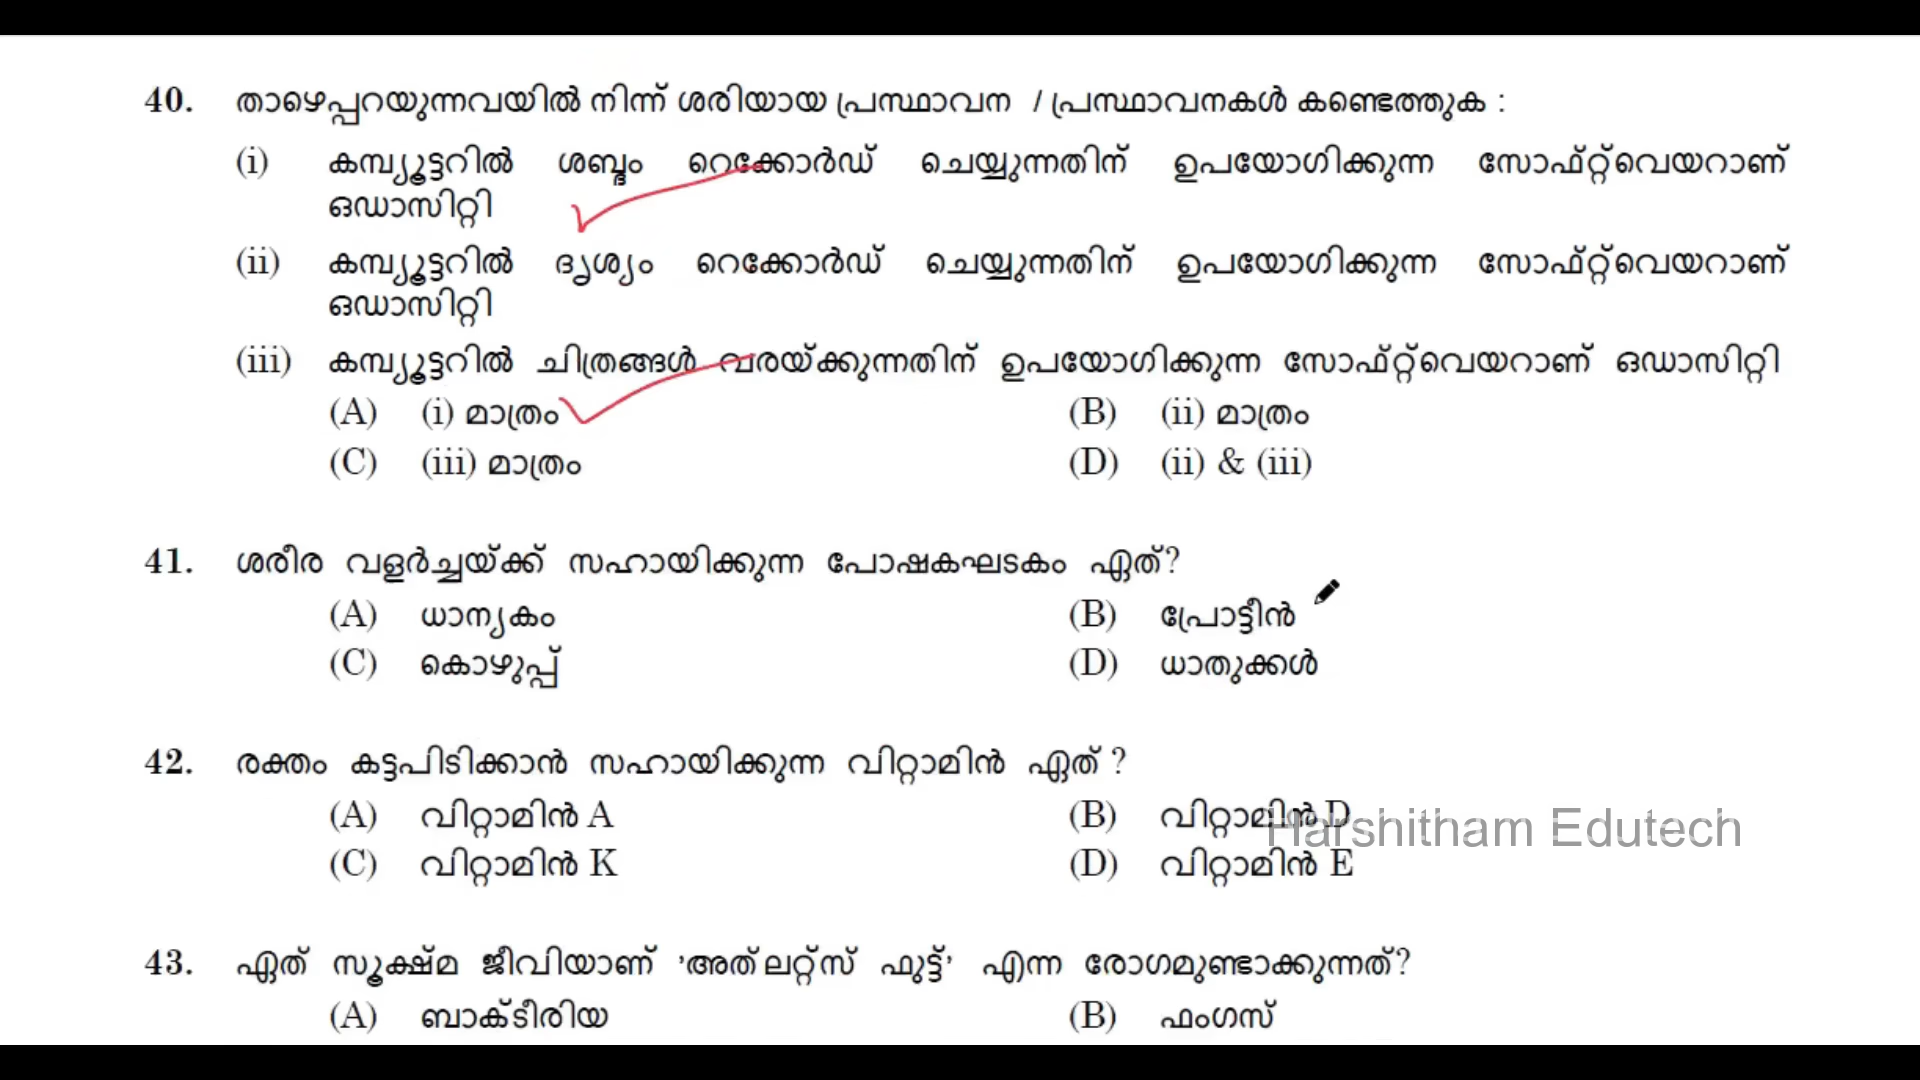 40. താഴെപ്പറയുന്നവയിൽ നിന്ന് ശരിയായ പ്രസ്ഥാവന / പ്രസ്ഥാവനകൾ കണ്ടെത്തുക :
(i) കമ്പ്യൂട്ടറിൽ ശബ്ദം റെക്കോർഡ് ചെയ്യുന്നതിന് ഉപയോഗിക്കുന്ന സോഫ്റ്റ്‌വെയറാണ്
ഒഡാസിറ്റി
(ii) കമ്പ്യൂട്ടറിൽ ദൃശ്യം റെക്കോർഡ് ചെയ്യുന്നതിന് ഉപയോഗിക്കുന്ന സോഫ്റ്റ്‌വെയറാണ്
ഒഡാസിറ്റി
(iii) കമ്പ്യൂട്ടറിൽ ചിത്രങ്ങൾ വരയ്ക്കുന്നതിന് ഉപയോഗിക്കുന്ന സോഫ്റ്റ്‌വെയറാണ് ഒഡാസിറ്റി
(A) (i) മാത്രം (B) (ii) മാത്രം
(C) (iii) മാത്രം (D) (ii) & (iii)
41. ശരീര വളർച്ചയ്ക്ക് സഹായിക്കുന്ന പോഷകഘടകം ഏത്?
(A) ധാന്യകം (B) പ്രോട്ടീൻ
(C) കൊഴുപ്പ് (D) ധാതുക്കൾ
42. രക്തം കട്ടപിടിക്കാൻ സഹായിക്കുന്ന വിറ്റാമിൻ ഏത് ?
(A) വിറ്റാമിൻ A (B) വിറ്റാമിൻ D
Harshitham Edutech
(C) വിറ്റാമിൻ K (D) വിറ്റാമിൻ E
43. ഏത് സൂക്ഷ്മ ജീവിയാണ് 'അത്‌ലറ്റ്സ് ഫുട്ട്' എന്ന രോഗമുണ്ടാക്കുന്നത്?
(A) ബാക്ടീരിയ (B) ഫംഗസ്